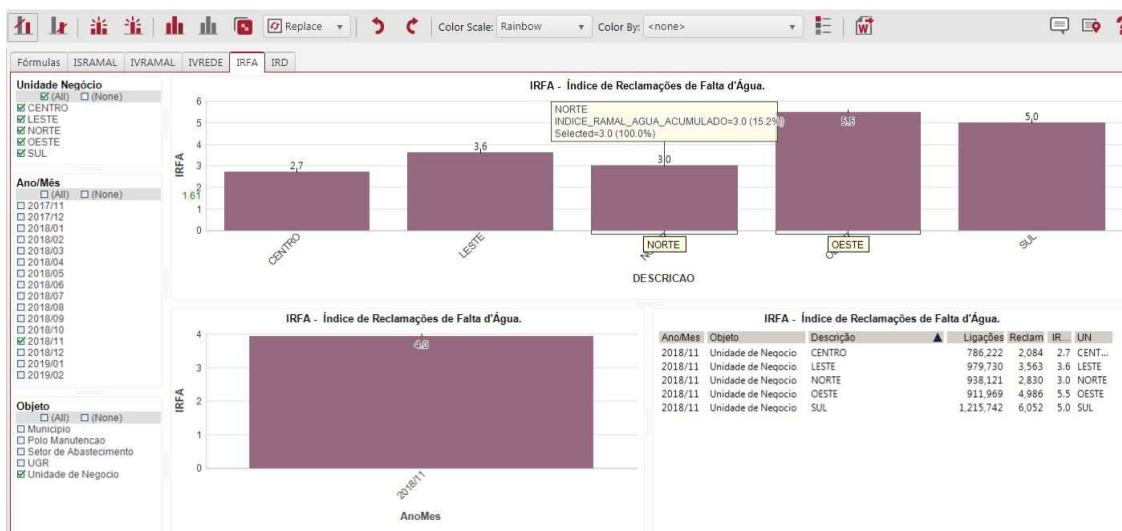 Replace
Color Scale: Rainbow
Color By: <none>
Fórmulas ISRAMAL IVRAMAL IVREDE IRFA IRD
Unidade Negócio
(All) (None)
CENTRO
LESTE
NORTE
OESTE
SUL
Ano/Mês
(All) (None)
2017/11
2017/12
2018/01
2018/02
2018/03
2018/04
2018/05
2018/06
2018/07
2018/08
2018/09
2018/10
2018/11
2018/12
2019/01
2019/02
Objeto
(All) (None)
Municipio
Polo Manutencao
Setor de Abastecimento
UGR
Unidade de Negocio
IRFA - Índice de Reclamações de Falta d'Água.
IRFA
6
5
4
3
2
1.61
1
0
2,7
3,6
3.0
5.5
5,0
NORTE
INDICE_RAMAL_AGUA_ACUMULADO=3.0 (15.2%)
Selected=3.0 (100.0%)
CENTRO
LESTE
NORTE
OESTE
SUL
DESCRICAO
IRFA - Índice de Reclamações de Falta d'Água.
IRFA
4
3
2
1
0
4.0
2018/11
AnoMes
IRFA - Índice de Reclamações de Falta d'Água.
Ano/Mes Objeto Descrição Ligações Reclam IR... UN
2018/11 Unidade de Negocio CENTRO 786,222 2,084 2.7 CENT...
2018/11 Unidade de Negocio LESTE 979,730 3,563 3.6 LESTE
2018/11 Unidade de Negocio NORTE 938,121 2,830 3.0 NORTE
2018/11 Unidade de Negocio OESTE 911,969 4,986 5.5 OESTE
2018/11 Unidade de Negocio SUL 1,215,742 6,052 5.0 SUL